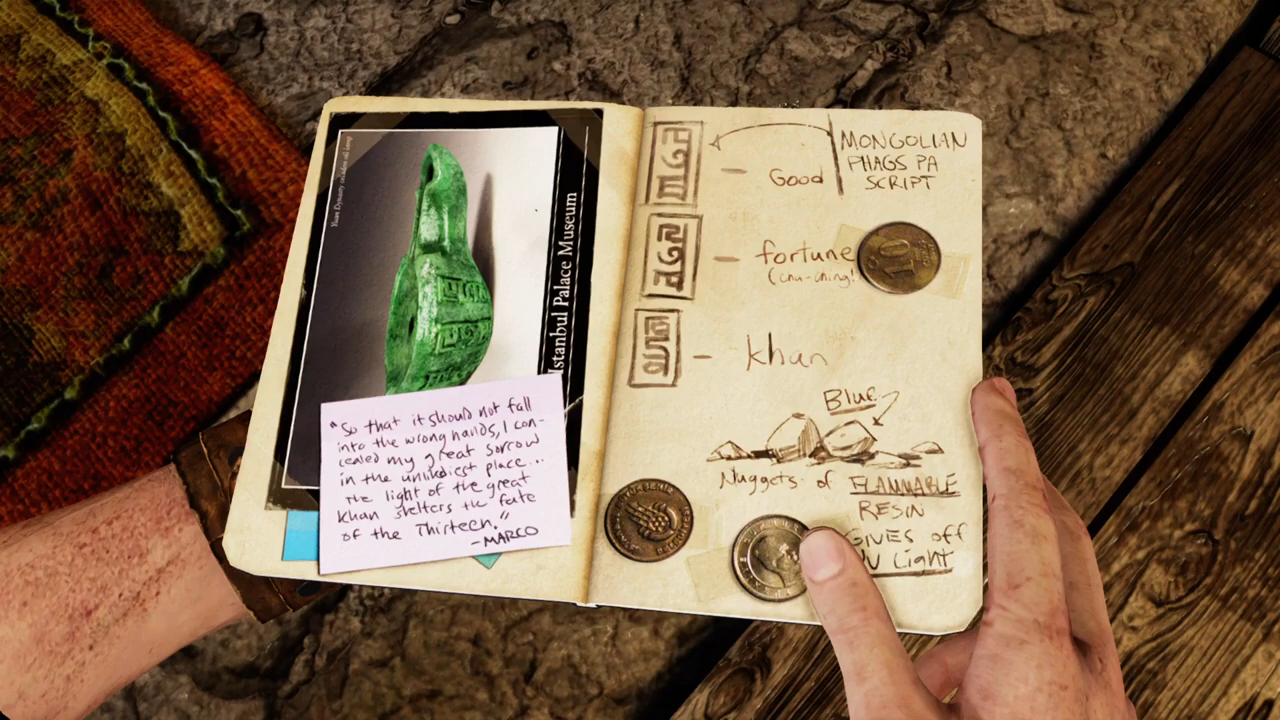 Yuan Dynasty ceramic oil lamp
Istanbul Palace Museum
"So that it should not fall
into the wrong hands, I con-
cealed my great sorrow
in the unlikeliest place...
the light of the great
khan shelters the fate
of the Thirteen."
-MARCO
MONGOLIAN
PHAGS PA
SCRIPT
- Good
- fortune
(cha-ching!
10
- khan
Blue
Nuggets of FLAMMABLE
RESIN
GIVES off
Light